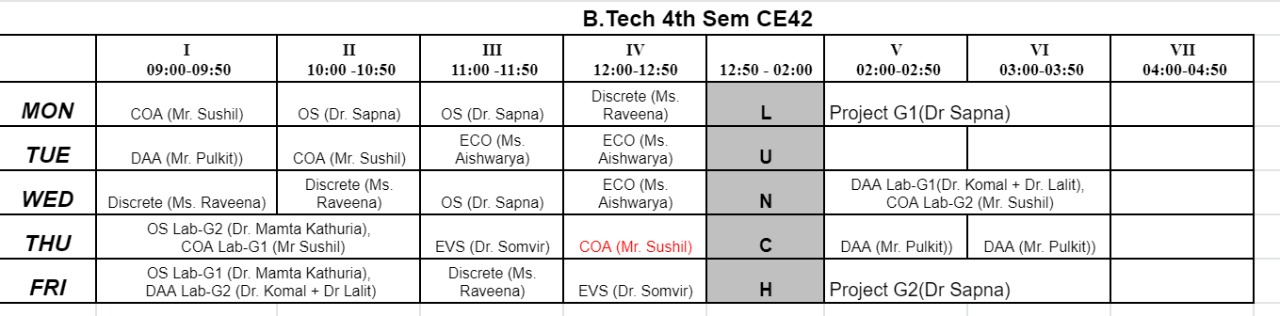 B.Tech 4th Sem CE42
I II III IV V VI VII
09:00-09:50 10:00 -10:50 11:00 -11:50 12:00-12:50 12:50 - 02:00 02:00-02:50 03:00-03:50 04:00-04:50
MON COA (Mr. Sushil) OS (Dr. Sapna) OS (Dr. Sapna) Discrete (Ms.
Raveena) L Project G1(Dr Sapna)
TUE DAA (Mr. Pulkit)) COA (Mr. Sushil) ECO (Ms.
Aishwarya) ECO (Ms.
Aishwarya) U
WED Discrete (Ms. Raveena) Discrete (Ms.
Raveena) OS (Dr. Sapna) ECO (Ms.
Aishwarya) N DAA Lab-G1(Dr. Komal + Dr. Lalit),
COA Lab-G2 (Mr. Sushil)
THU OS Lab-G2 (Dr. Mamta Kathuria),
COA Lab-G1 (Mr Sushil) EVS (Dr. Somvir) COA (Mr. Sushil) C DAA (Mr. Pulkit)) DAA (Mr. Pulkit))
FRI OS Lab-G1 (Dr. Mamta Kathuria),
DAA Lab-G2 (Dr. Komal + Dr Lalit) Discrete (Ms.
Raveena) EVS (Dr. Somvir) H Project G2(Dr Sapna)